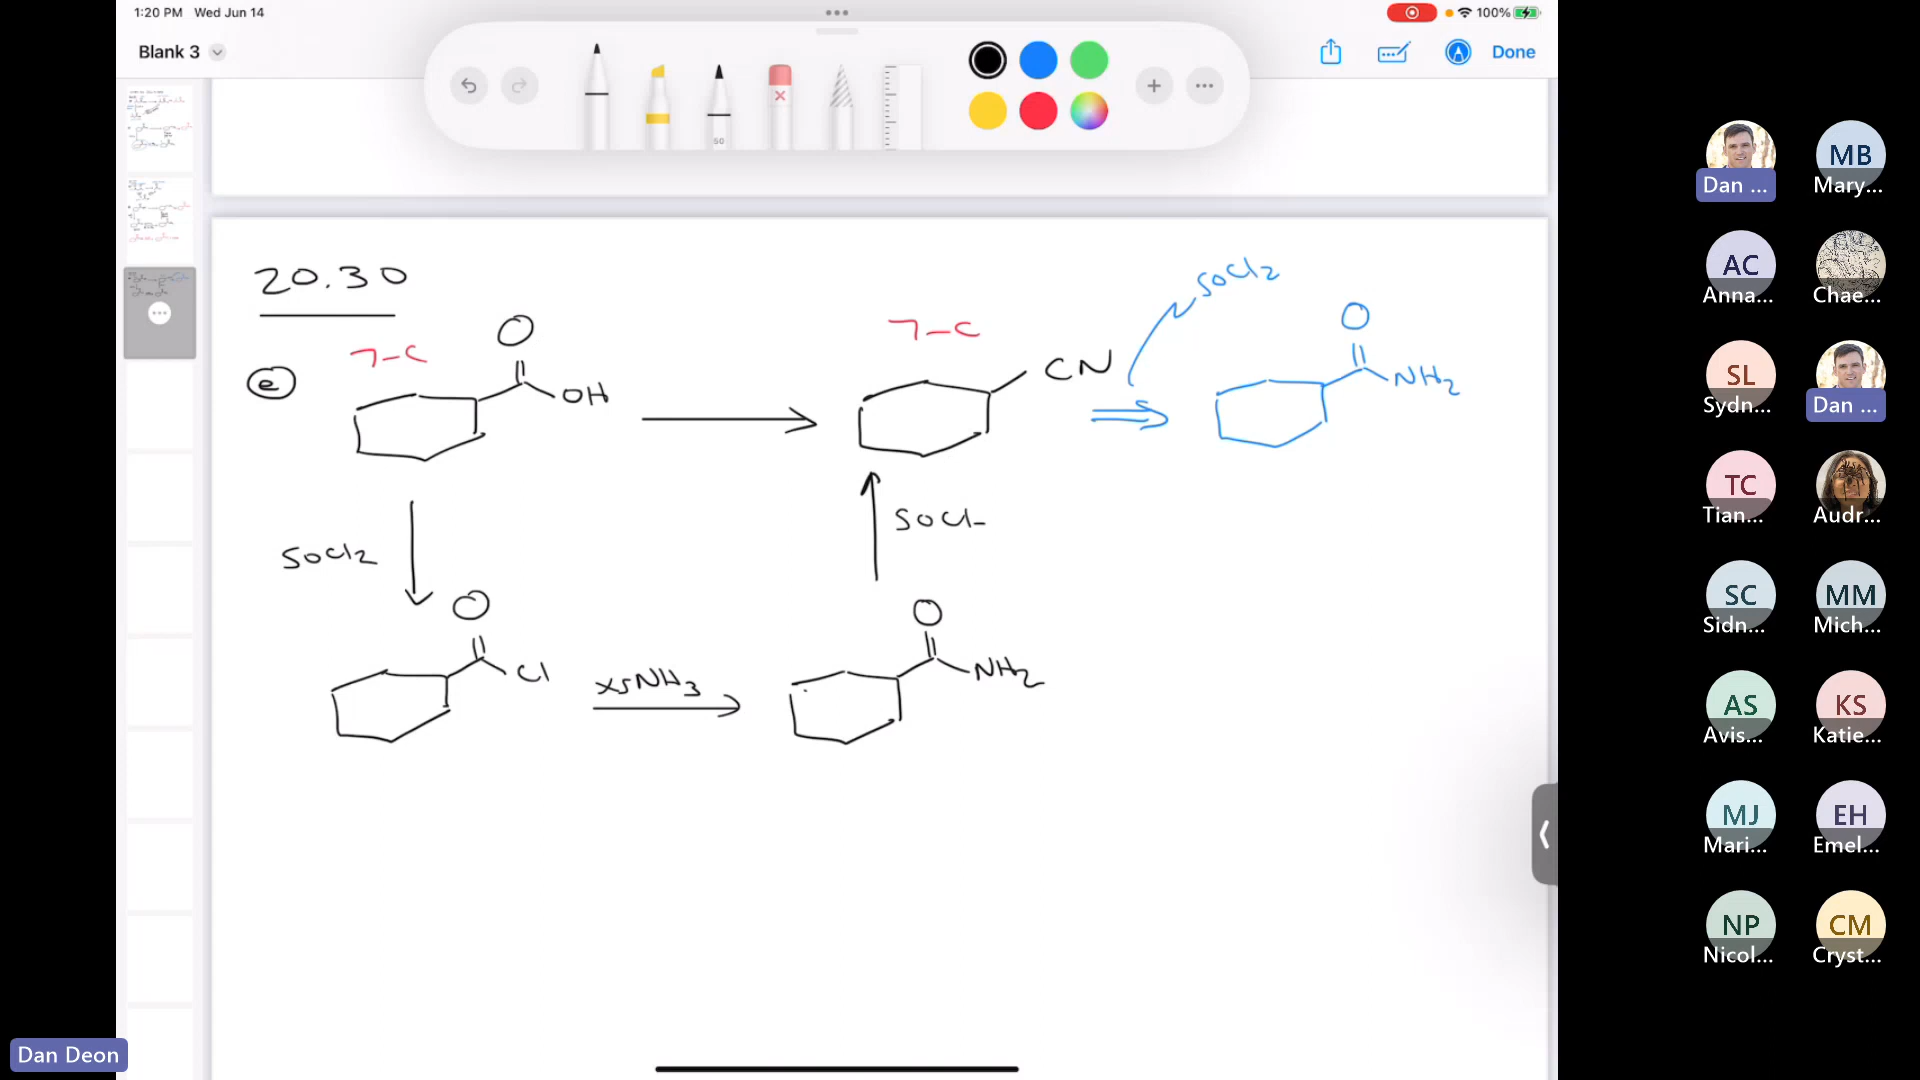 1:20 PM Wed Jun 14
100%
Blank 3
Done
50
20.30
e
7-C
O
OH
7-C
CN
SOCl2
O
NH2
SOCl2
SOCl
O
Cl
xsNH3
O
NH2
Dan ...
Mary...
MB
AC
Anna...
Chae...
SL
Sydn...
Dan ...
TC
Tian...
Audr...
SC
Sidn...
MM
Mich...
AS
Avis...
KS
Katie...
MJ
Mari...
EH
Emel...
NP
Nicol...
CM
Cryst...
Dan Deon